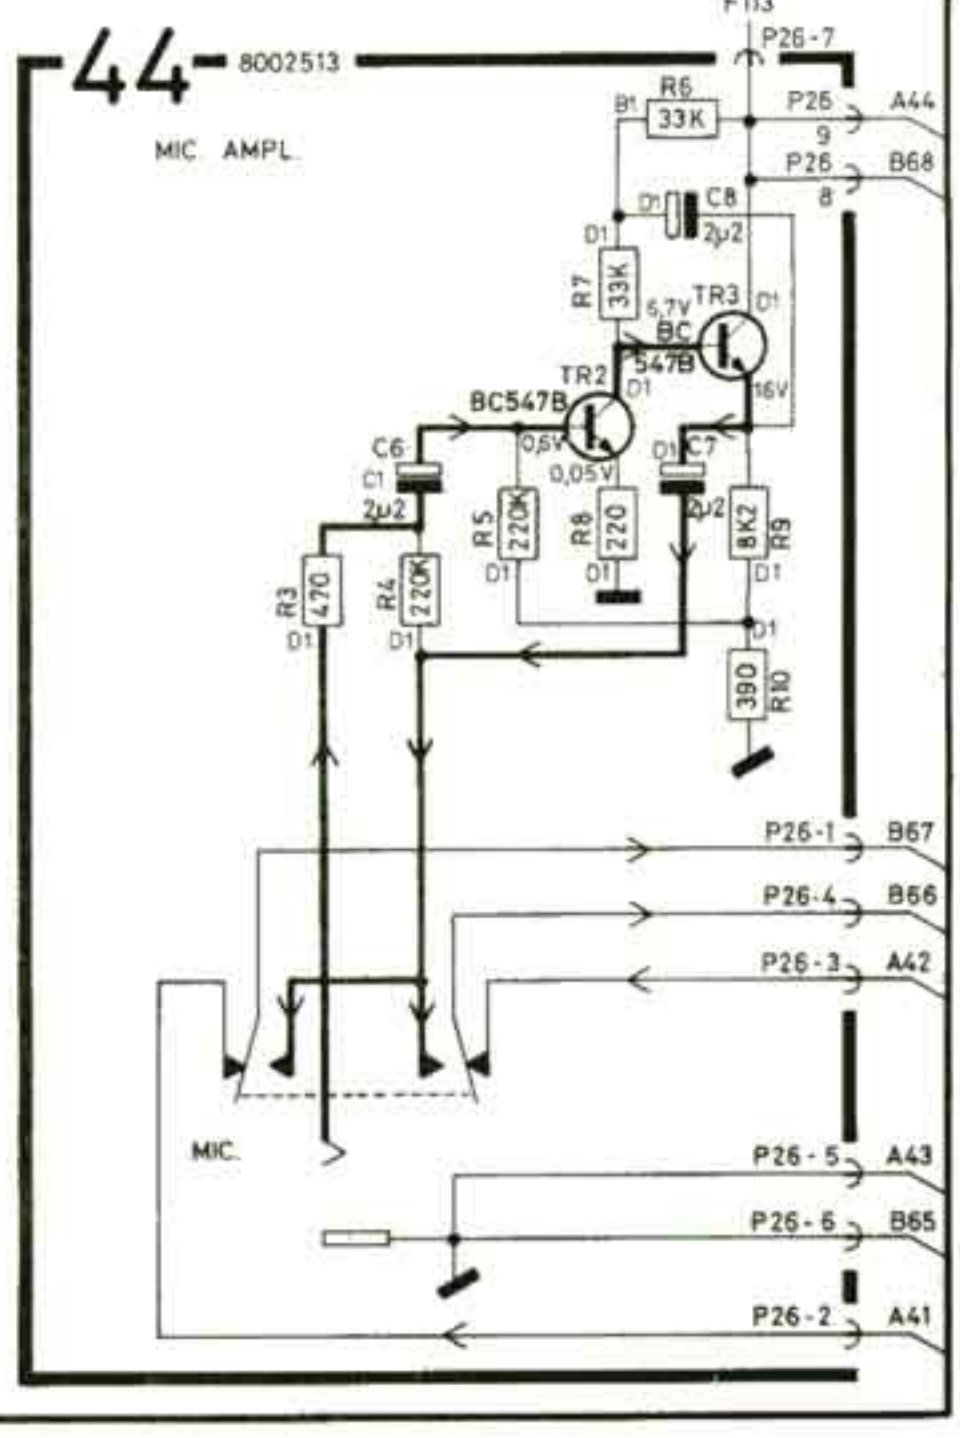 P26-7
44 8002513
R6
B1 33K
P26 A44
9
MIC AMPL.
P26 B68
8
D1 C8
2µ2
D1
R7 33K
TR3 D1
BC
547B
16V
TR2 D1
BC547B
0,6V
0,05V
C6
C1
2µ2
D1 C7
2µ2
R5 220K
D1
R8 220
D1
8K2 R9
D1
R3 470
D1
R4 220K
D1
D1
390 R10
P26-1 B67
P26-4 B66
P26-3 A42
MIC.
P26-5 A43
P26-6 B65
P26-2 A41